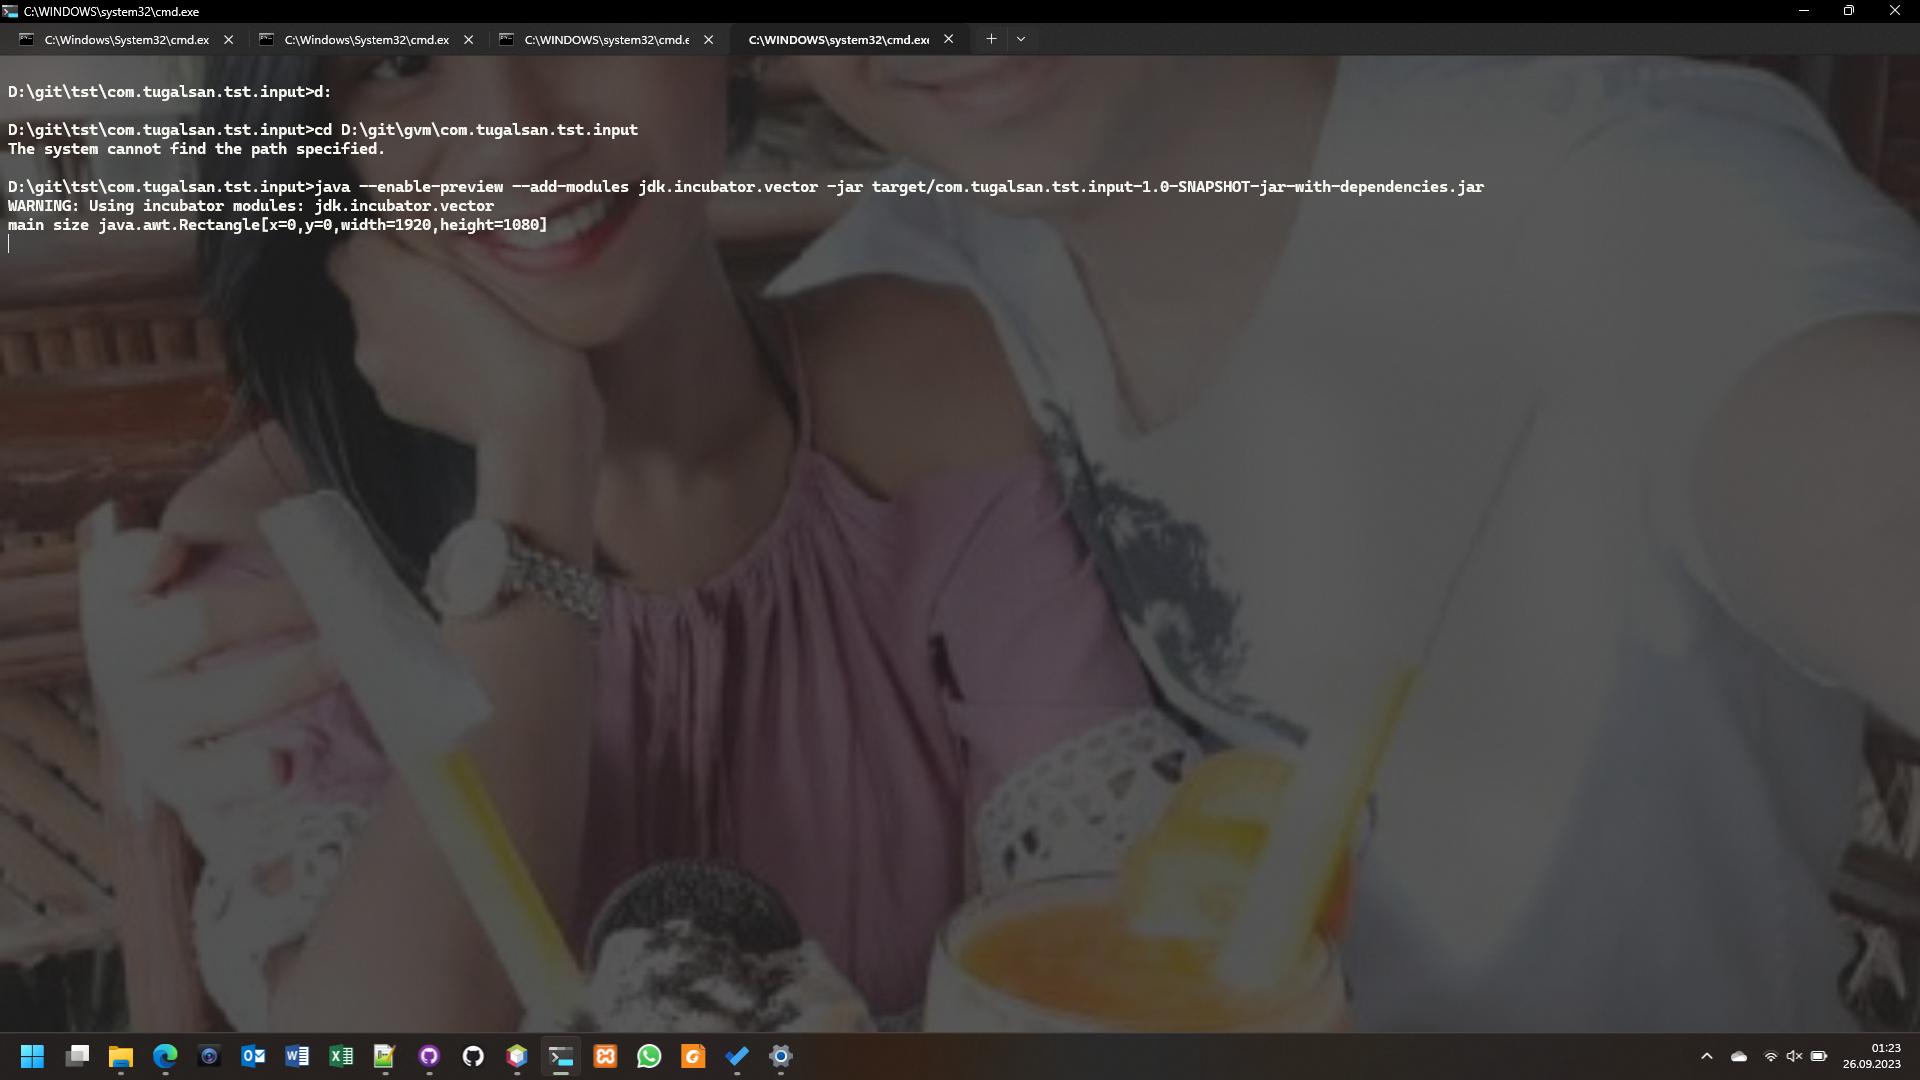 C:\WINDOWS\system32\cmd.exe
C:\Windows\System32\cmd.ex
C:\Windows\System32\cmd.ex
C:\WINDOWS\system32\cmd.e
C:\WINDOWS\system32\cmd.exe
D:\git\tst\com.tugalsan.tst.input>d:
D:\git\tst\com.tugalsan.tst.input>cd D:\git\gvm\com.tugalsan.tst.input
The system cannot find the path specified.
D:\git\tst\com.tugalsan.tst.input>java --enable-preview --add-modules jdk.incubator.vector -jar target/com.tugalsan.tst.input-1.0-SNAPSHOT-jar-with-dependencies.jar
WARNING: Using incubator modules: jdk.incubator.vector
main size java.awt.Rectangle[x=0,y=0,width=1920,height=1080]
01:23
26.09.2023